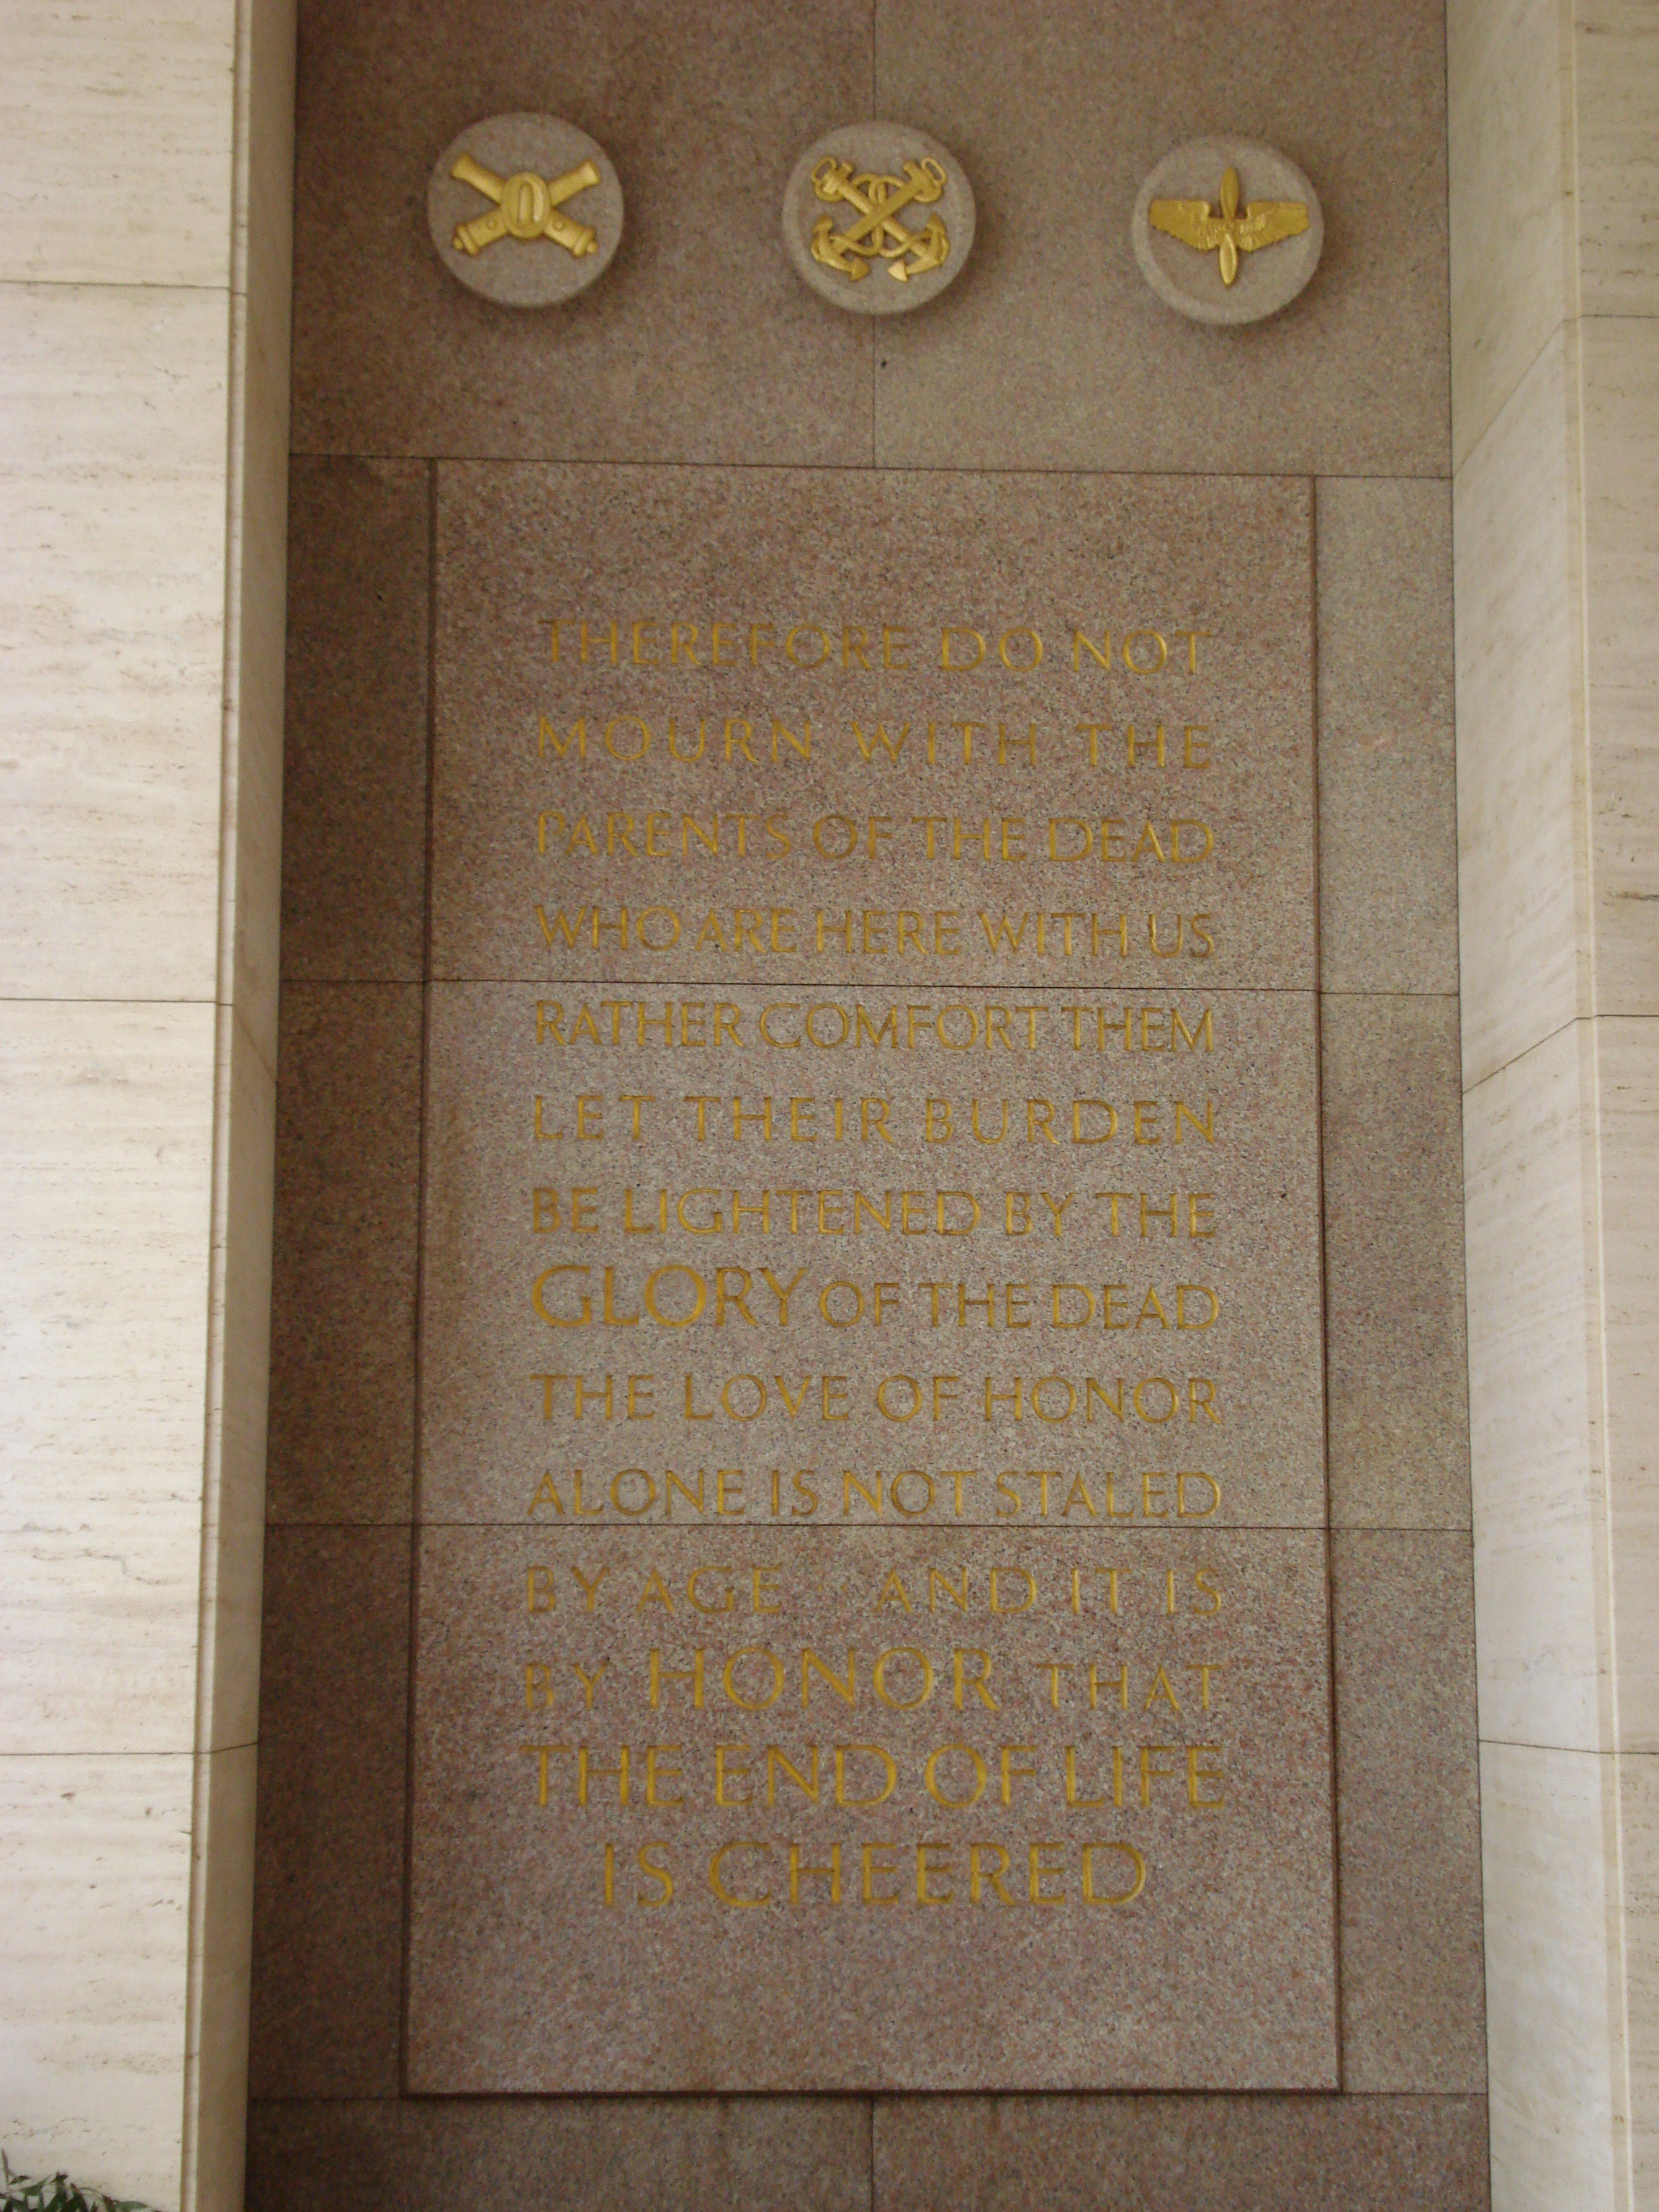 THEREFORE DO NOT
MOURN WITH THE
PARENTS OF THE DEAD
WHO ARE HERE WITH US
RATHER COMFORT THEM
LET THEIR BURDEN
BE LIGHTENED BY THE
GLORY OF THE DEAD
THE LOVE OF HONOR
ALONE IS NOT STALED
BY AGE AND IT IS
BY HONOR THAT
THE END OF LIFE
IS CHEERED